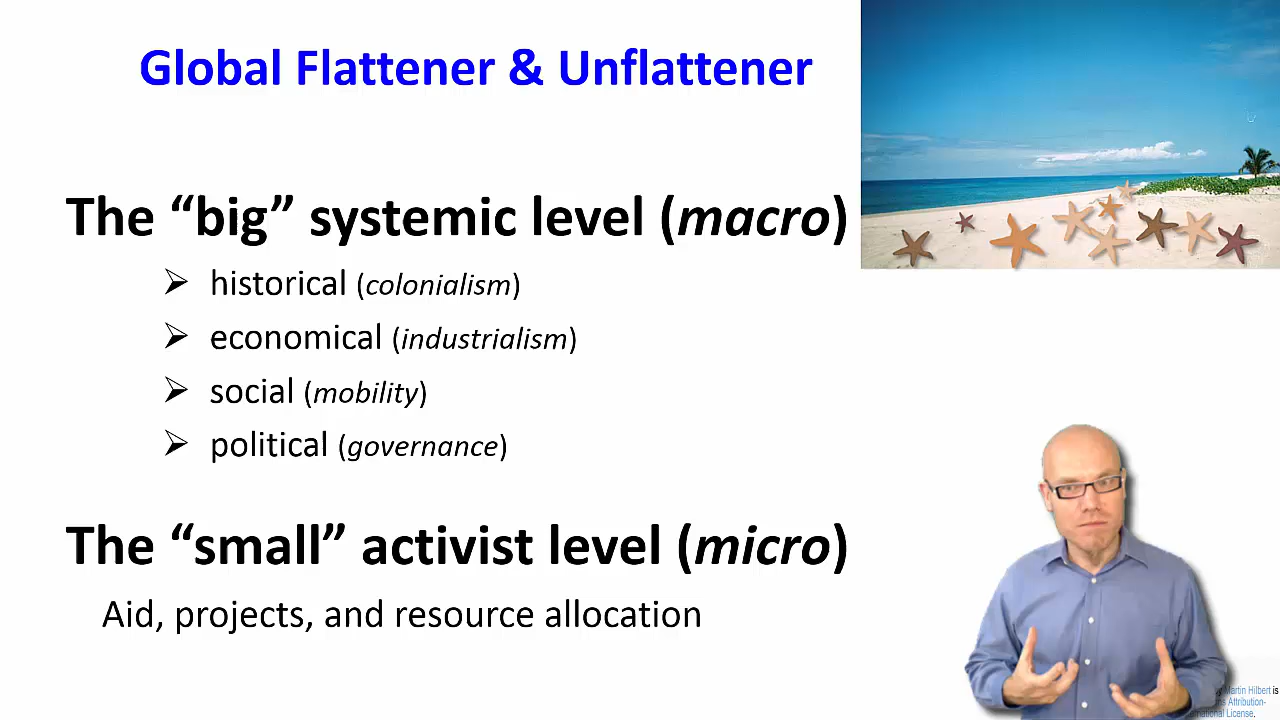 Global Flattener & Unflattener
The “big” systemic level (macro)
➢ historical (colonialism)
➢ economical (industrialism)
➢ social (mobility)
➢ political (governance)
The “small” activist level (micro)
Aid, projects, and resource allocation
Martin Hilbert is
Attribution-
License.